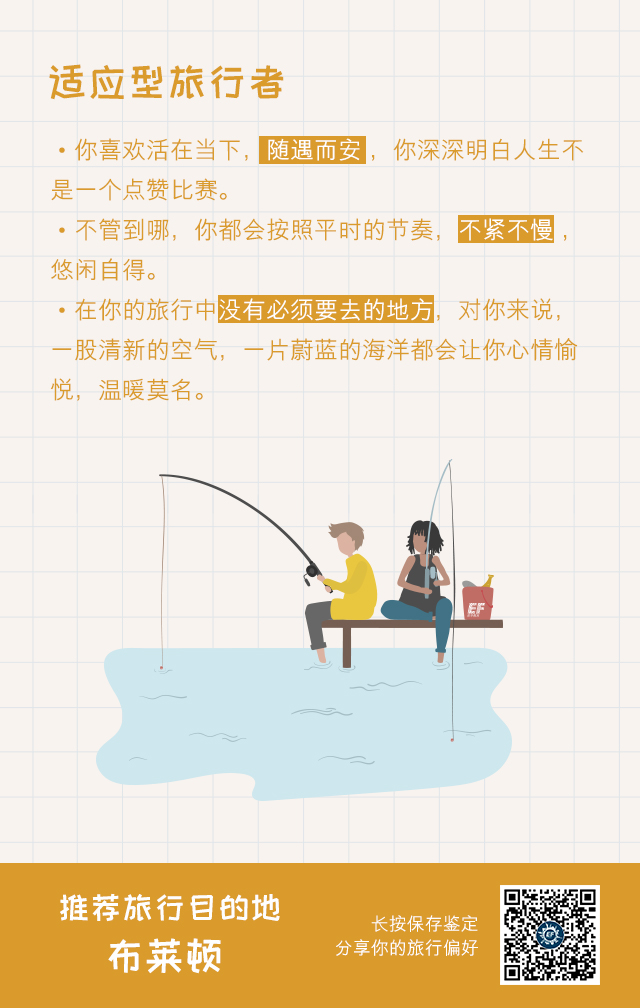 适应型旅行者
•你喜欢活在当下，随遇而安，你深深明白人生不
是一个点赞比赛。
•不管到哪，你都会按照平时的节奏，不紧不慢，
悠闲自得。
•在你的旅行中没有必须要去的地方，对你来说，
一股清新的空气，一片蔚蓝的海洋都会让你心情愉
悦，温暖莫名。
EF
推荐旅行目的地
布莱顿
长按保存鉴定
分享你的旅行偏好